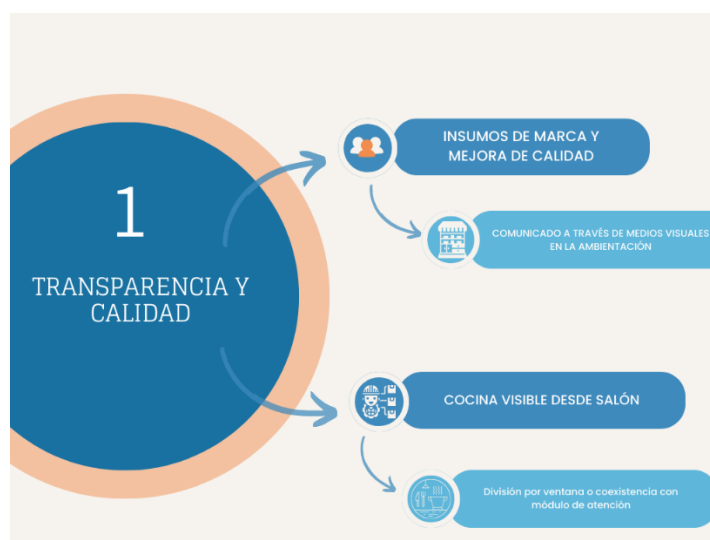 1
TRANSPARENCIA Y
CALIDAD
INSUMOS DE MARCA Y
MEJORA DE CALIDAD
COMUNICADO A TRAVÉS DE MEDIOS VISUALES
EN LA AMBIENTACIÓN
COCINA VISIBLE DESDE SALÓN
División por ventana o coexistencia con
módulo de atención